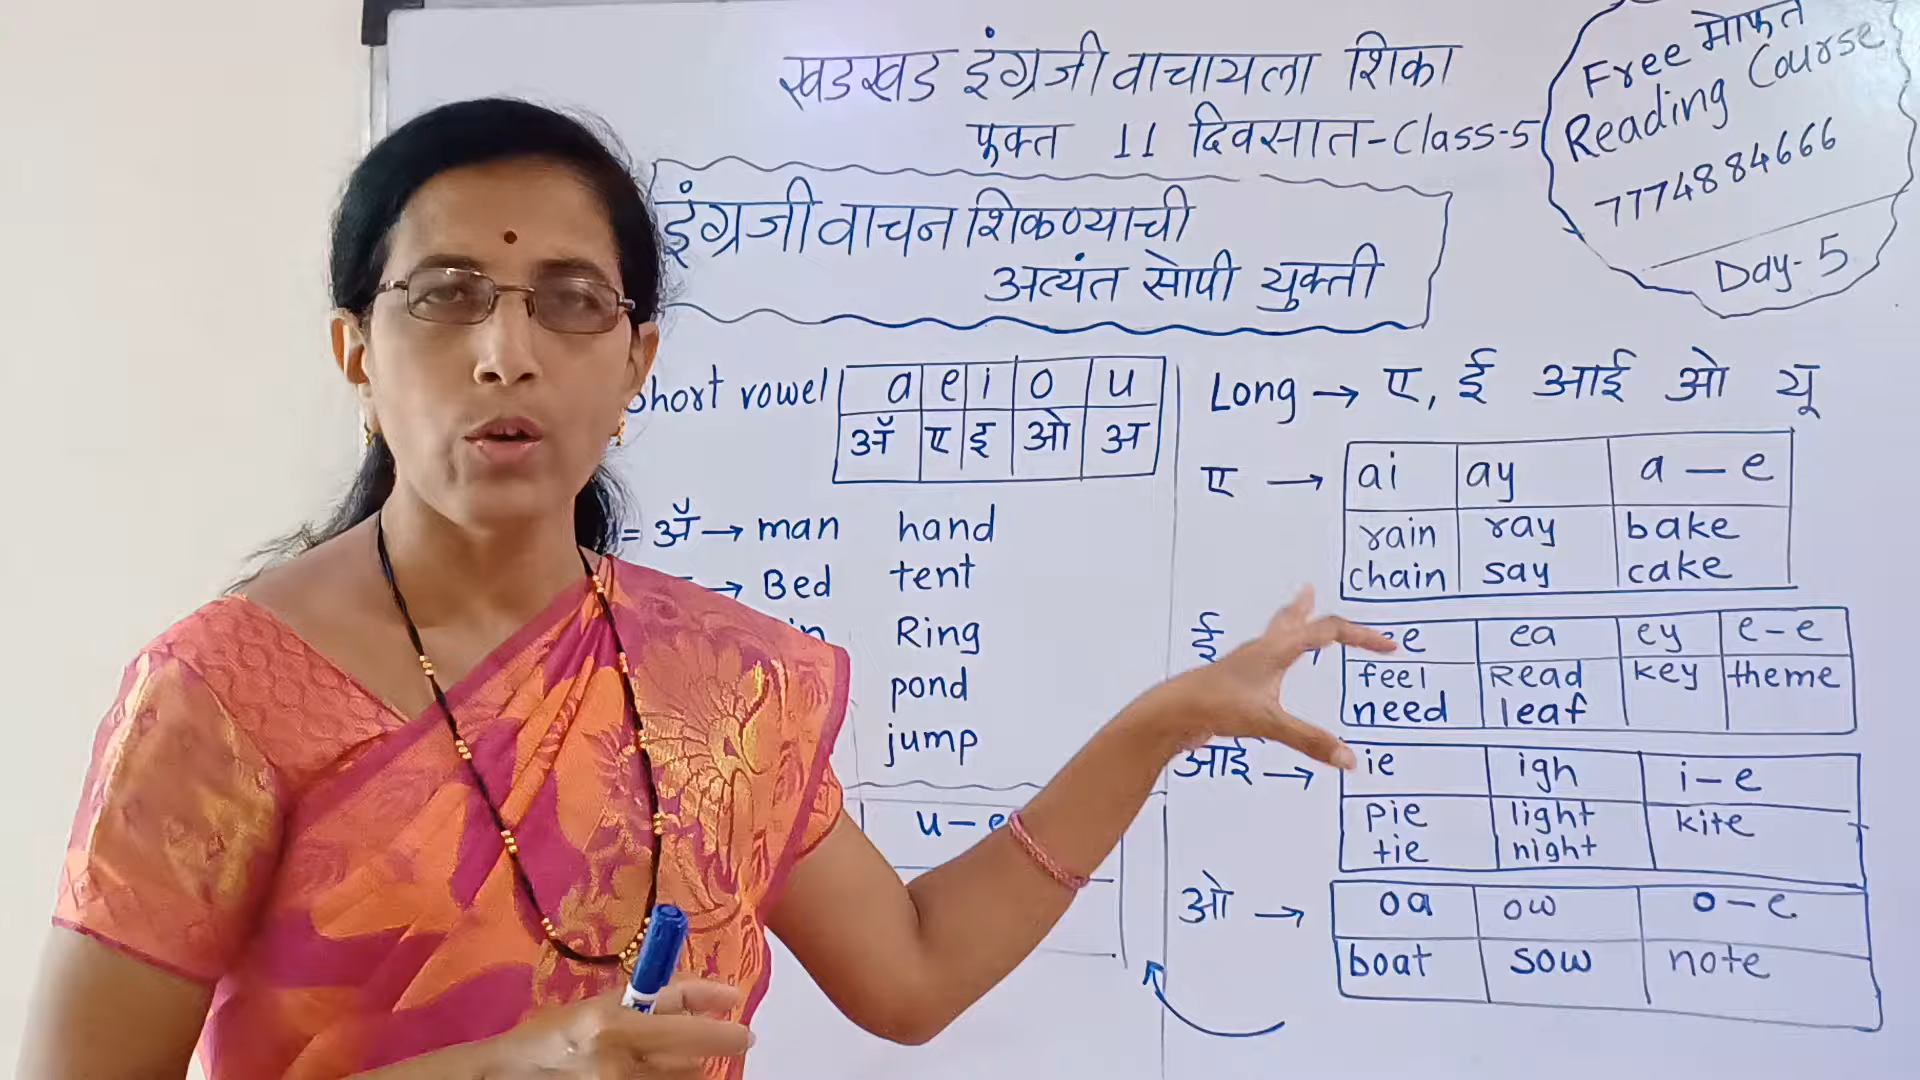 खडखड इंग्रजी वाचायला शिका
फक्त 11 दिवसात-Class-5
Free मोफत
Reading Course
7774884666
Day-5
इंग्रजी वाचन शिकण्याची
अत्यंत सोपी युक्ती
short vowel
a e i o u
ॲ ए इ ओ अ
= ॲ → man hand
→ Bed tent
in Ring
pond
jump
u-e
Long → ए, ई आई ओ यू
ए → ai ay a-e
rain ray bake
chain say cake
ई → ee ea ey e-e
feel Read key theme
need leaf
आई → ie igh i-e
pie light kite
tie night
ओ → oa ow o-e
boat sow note